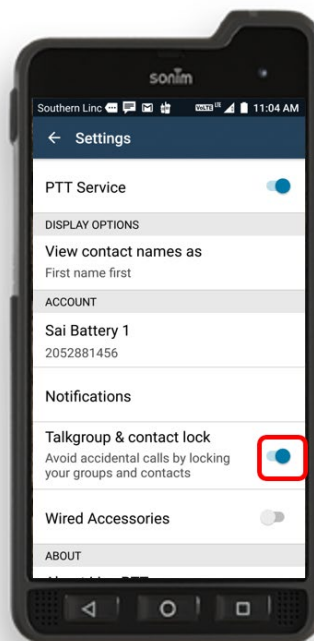 sonim
Southern Linc
VoLTE LTE 11:04 AM
← Settings
PTT Service
DISPLAY OPTIONS
View contact names as
First name first
ACCOUNT
Sai Battery 1
2052881456
Notifications
Talkgroup & contact lock
Avoid accidental calls by locking
your groups and contacts
Wired Accessories
ABOUT